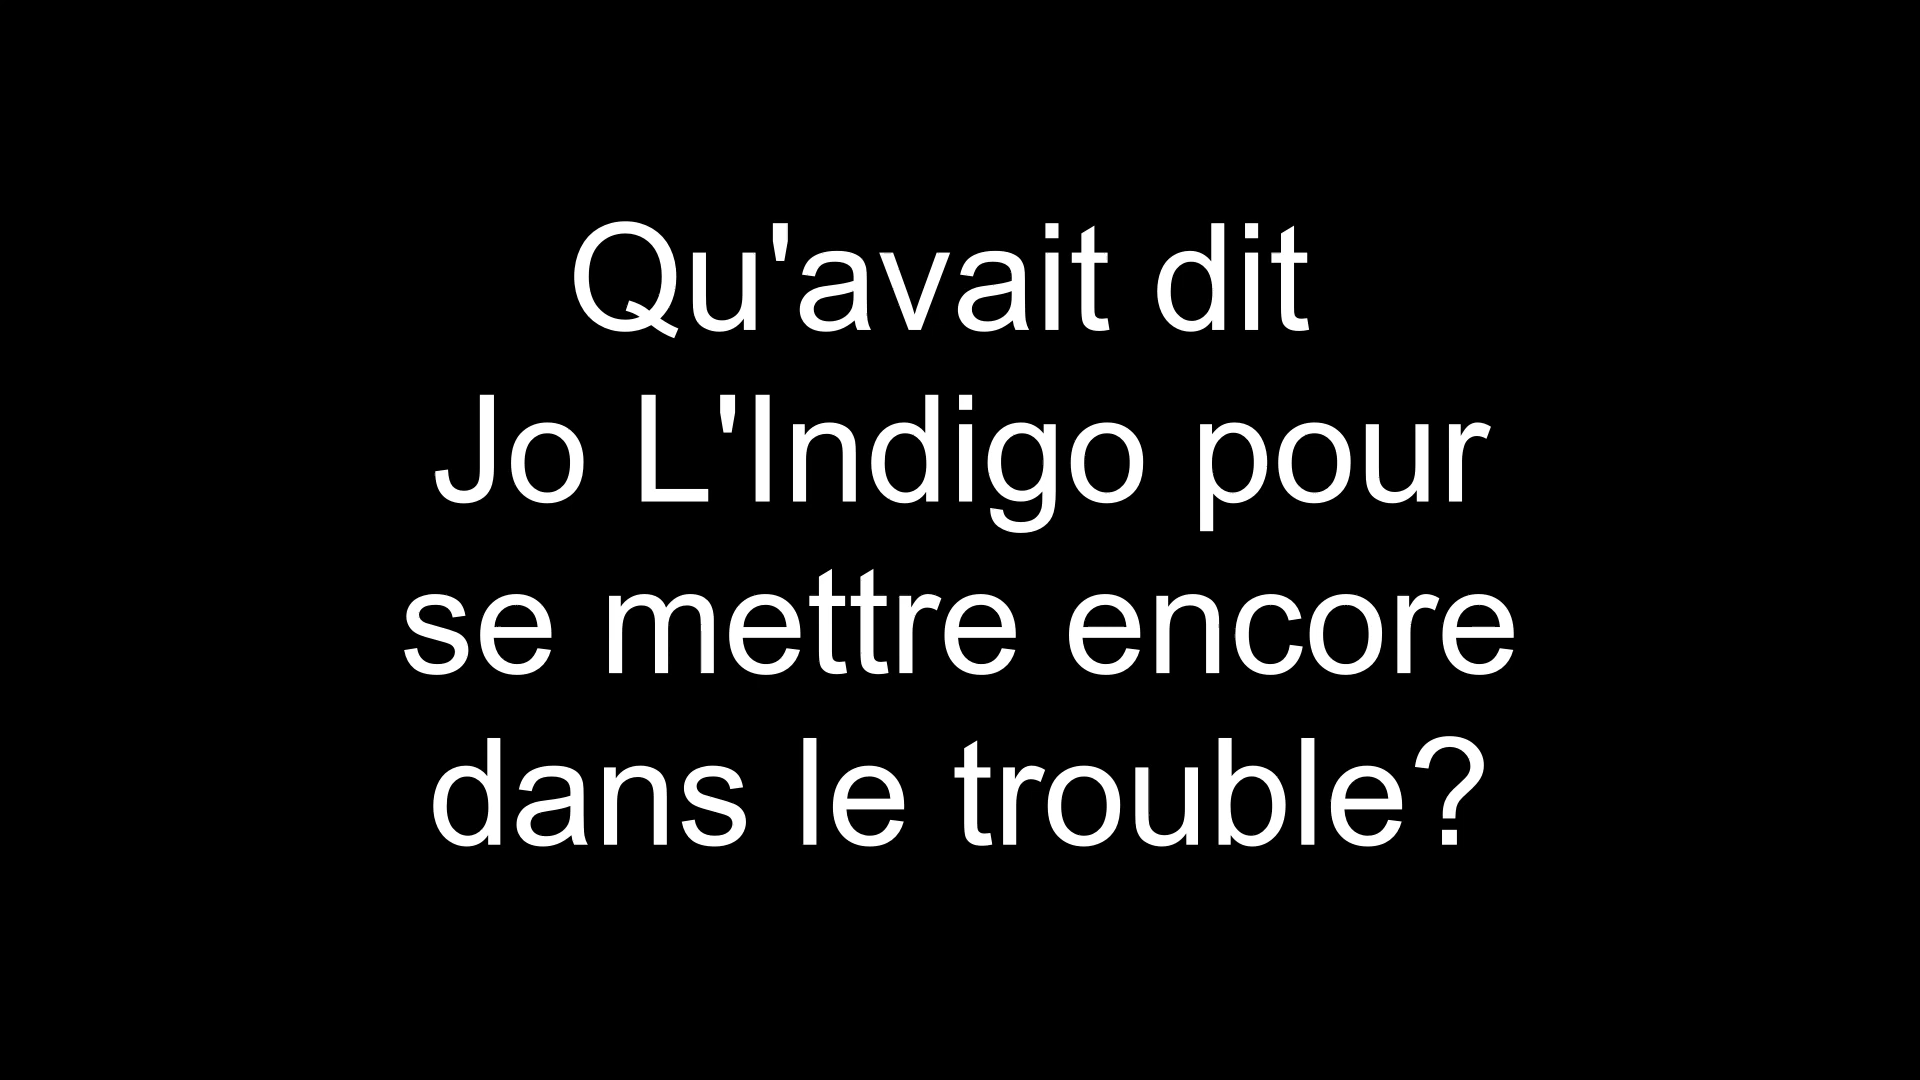 Qu'avait dit
Jo L'Indigo pour
se mettre encore
dans le trouble?